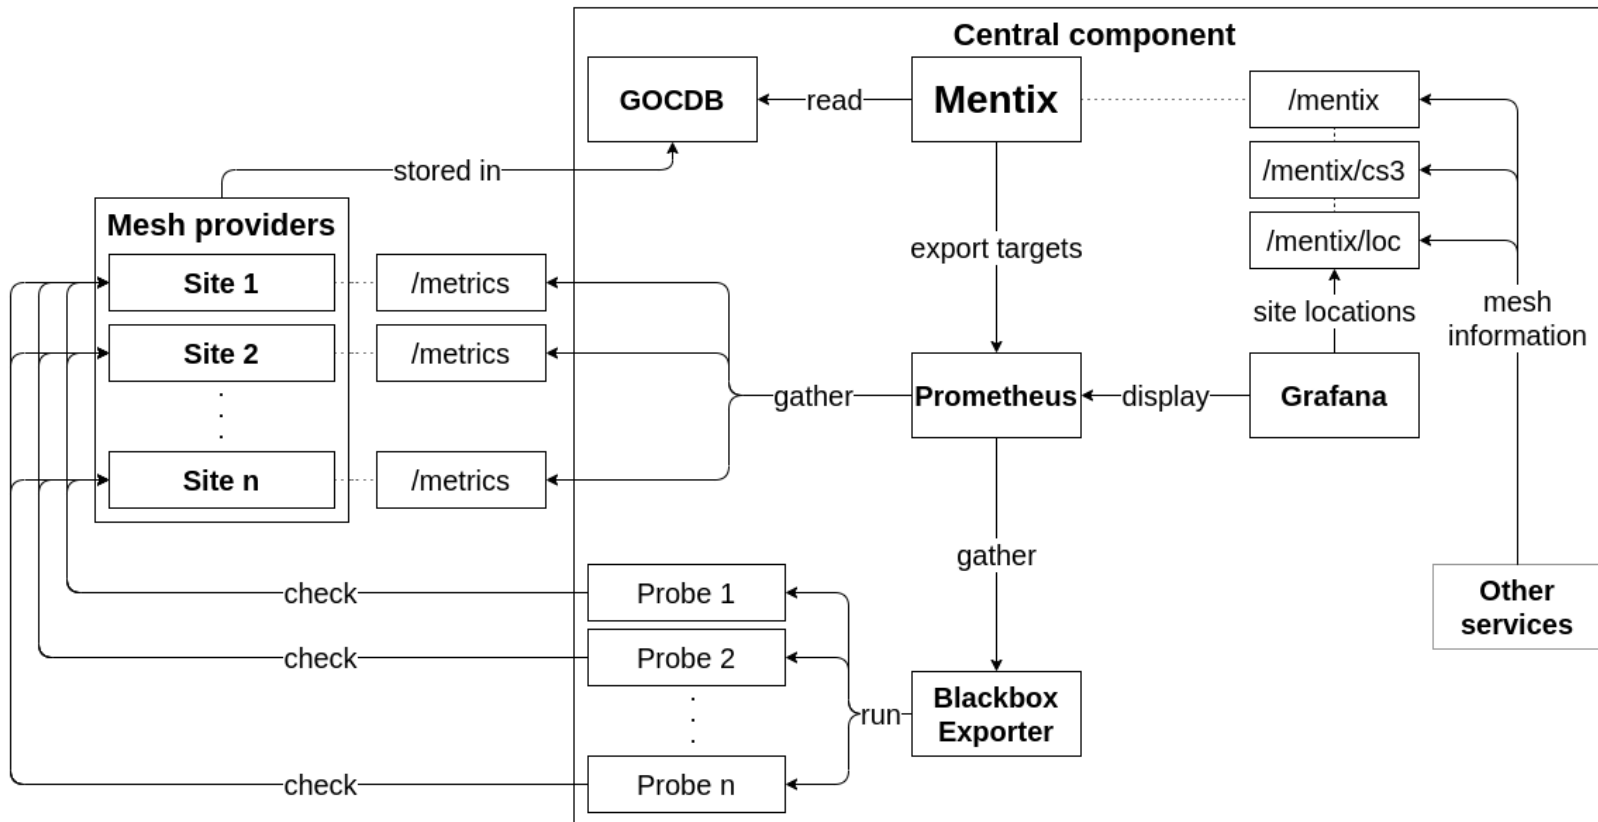 Central component
GOCDB
read
Mentix
/mentix
stored in
/mentix/cs3
Mesh providers
/mentix/loc
export targets
Site 1
/metrics
site locations
mesh
information
Site 2
/metrics
gather
Prometheus
display
Grafana
Site n
/metrics
gather
check
Probe 1
Other
services
check
Probe 2
run
Blackbox
Exporter
check
Probe n